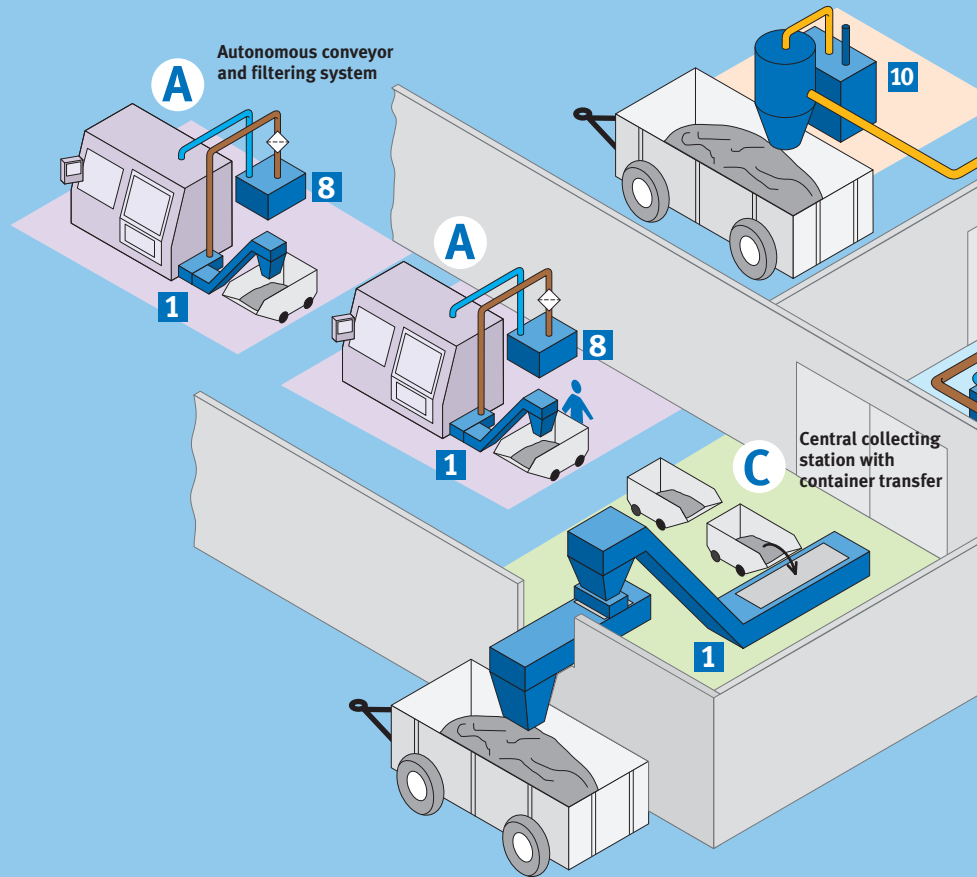 A
Autonomous conveyor
and filtering system
10
8
A
1
8
1
C
Central collecting
station with
container transfer
1